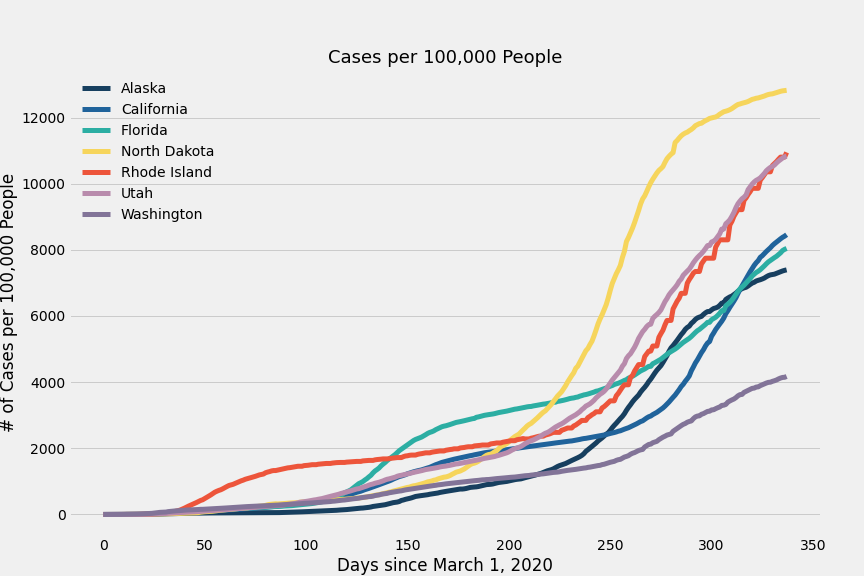 Cases per 100,000 People
Alaska
California
Florida
North Dakota
Rhode Island
Utah
Washington
# of Cases per 100,000 People
12000
10000
8000
6000
4000
2000
0
0 50 100 150 200 250 300 350
Days since March 1, 2020